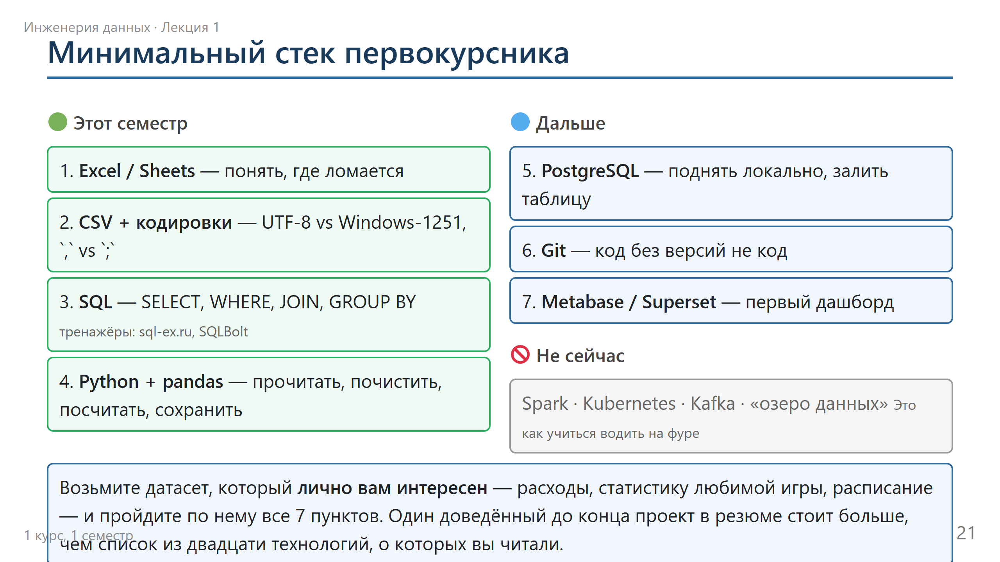 Инженерия данных · Лекция 1
Минимальный стек первокурсника
Этот семестр
1. Excel / Sheets — понять, где ломается
2. CSV + кодировки — UTF-8 vs Windows-1251,
`,` vs `;`
3. SQL — SELECT, WHERE, JOIN, GROUP BY
тренажёры: sql-ex.ru, SQLBolt
4. Python + pandas — прочитать, почистить,
посчитать, сохранить
Дальше
5. PostgreSQL — поднять локально, залить
таблицу
6. Git — код без версий не код
7. Metabase / Superset — первый дашборд
Не сейчас
Spark · Kubernetes · Kafka · «озеро данных» Это
как учиться водить на фуре
Возьмите датасет, который лично вам интересен — расходы, статистику любимой игры, расписание
— и пройдите по нему все 7 пунктов. Один доведённый до конца проект в резюме стоит больше,
чем список из двадцати технологий, о которых вы читали.
1 курс, 1 семестр
21